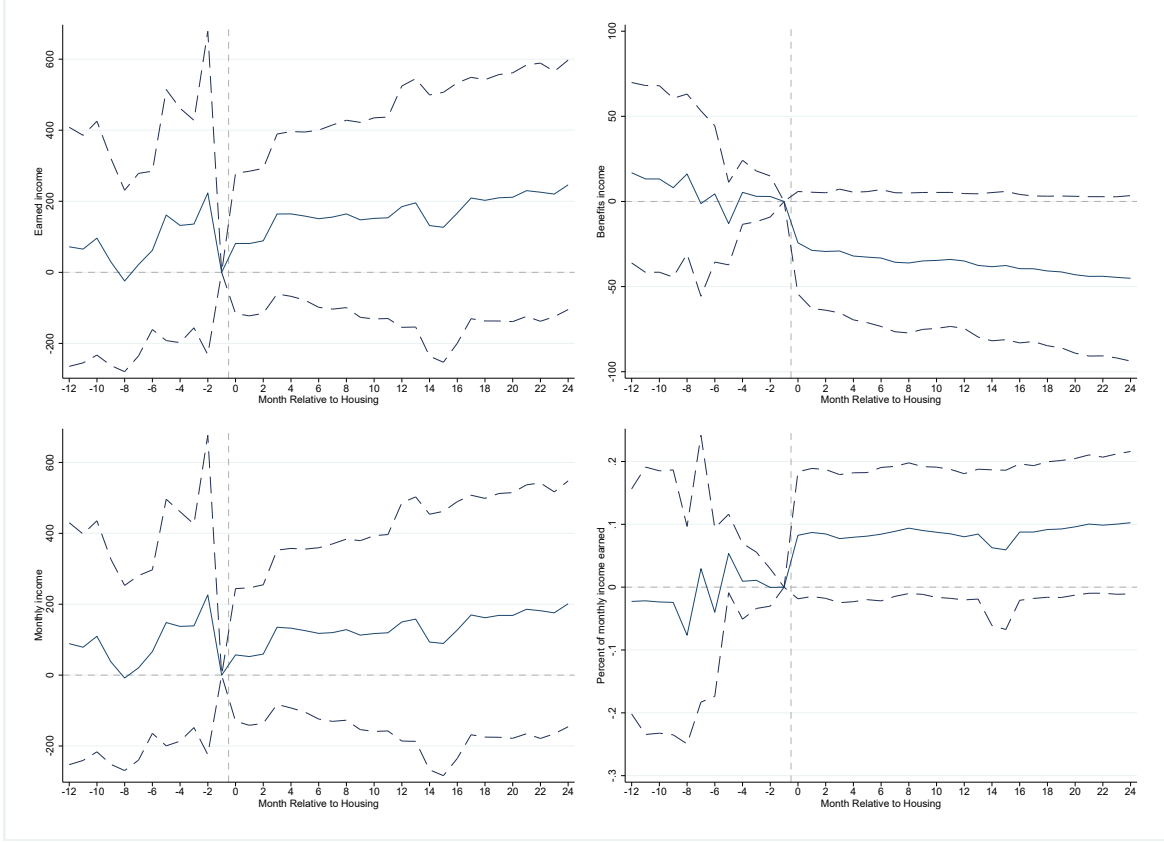 Earned income
600
400
200
0
-200
-12 -10 -8 -6 -4 -2 0 2 4 6 8 10 12 14 16 18 20 22 24
Month Relative to Housing
Benefits income
100
50
0
-50
-100
-12 -10 -8 -6 -4 -2 0 2 4 6 8 10 12 14 16 18 20 22 24
Month Relative to Housing
Monthly income
600
400
200
0
-200
-12 -10 -8 -6 -4 -2 0 2 4 6 8 10 12 14 16 18 20 22 24
Month Relative to Housing
Percent of monthly income earned
.2
.1
0
-.1
-.2
-.3
-12 -10 -8 -6 -4 -2 0 2 4 6 8 10 12 14 16 18 20 22 24
Month Relative to Housing